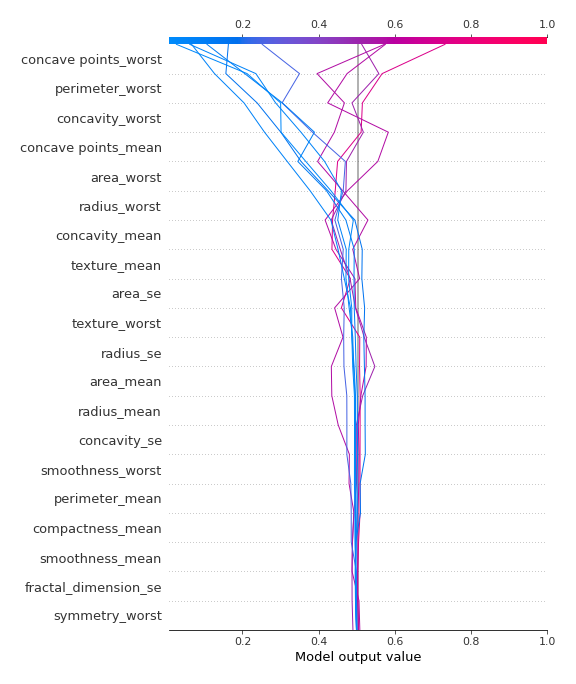 0.2 0.4 0.6 0.8 1.0
concave points_worst
perimeter_worst
concavity_worst
concave points_mean
area_worst
radius_worst
concavity_mean
texture_mean
area_se
texture_worst
radius_se
area_mean
radius_mean
concavity_se
smoothness_worst
perimeter_mean
compactness_mean
smoothness_mean
fractal_dimension_se
symmetry_worst
0.2 0.4 0.6 0.8 1.0
Model output value